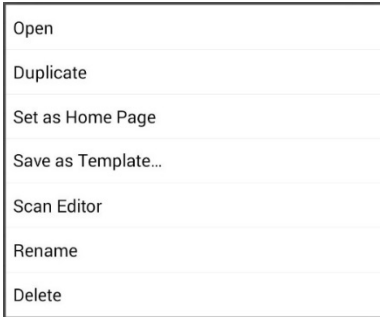 Open
Duplicate
Set as Home Page
Save as Template…
Scan Editor
Rename
Delete